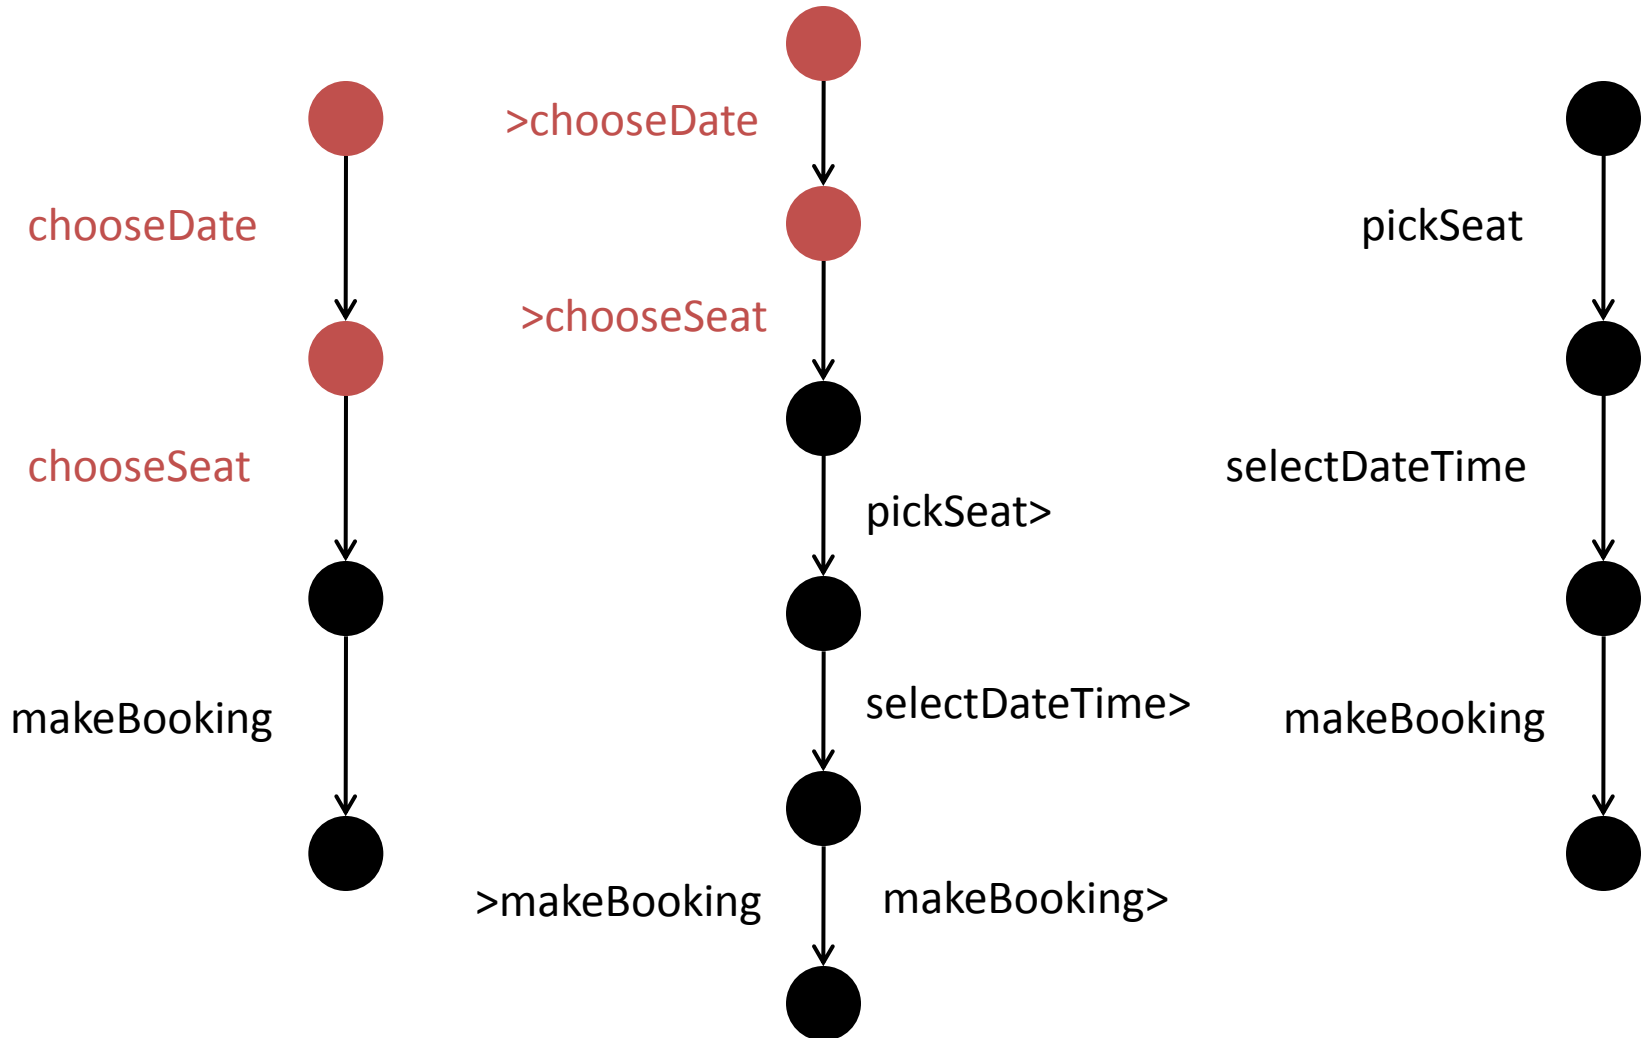 chooseDate
chooseSeat
makeBooking
>chooseDate
>chooseSeat
pickSeat>
selectDateTime>
>makeBooking
makeBooking>
pickSeat
selectDateTime
makeBooking